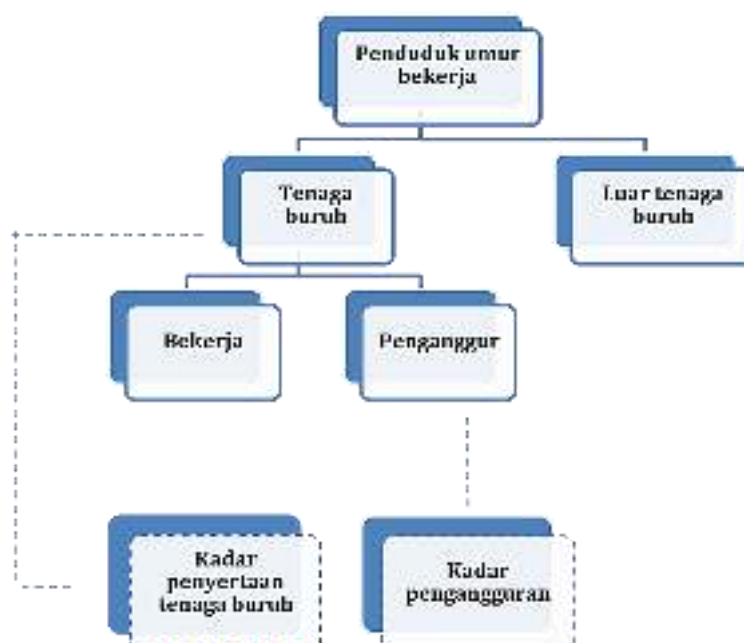 Penduduk umur
bekerja
Tenaga
buruh
Luar tenaga
buruh
Bekerja
Penganggur
Kadar
penyertaan
tenaga buruh
Kadar
pengangguran